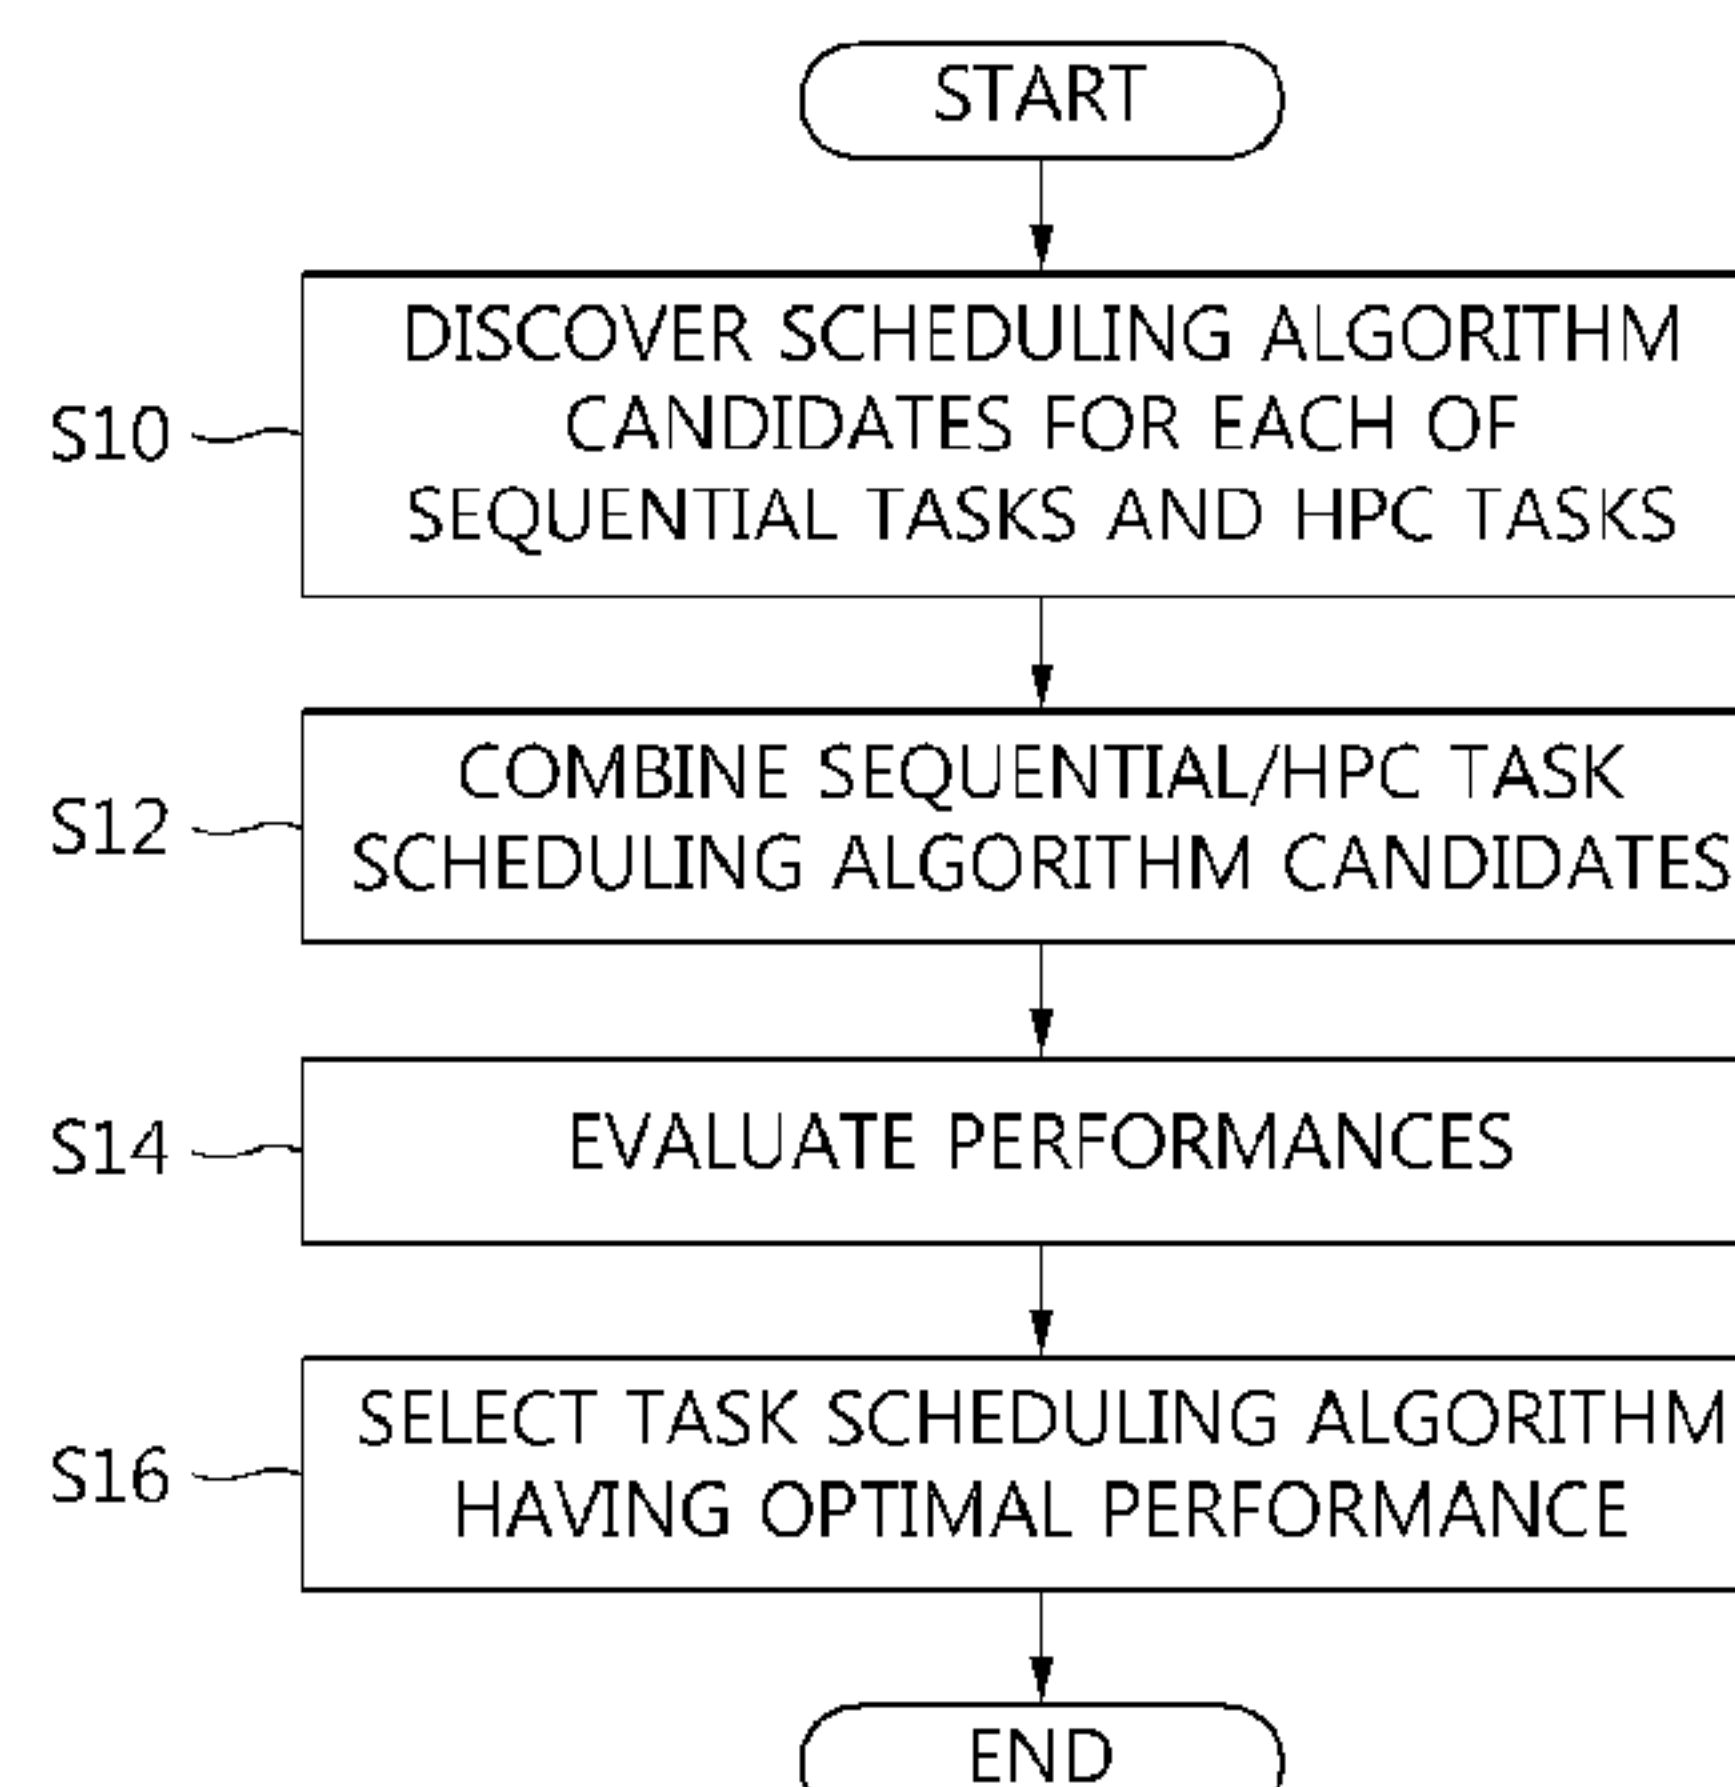 START
S10
DISCOVER SCHEDULING ALGORITHM
CANDIDATES FOR EACH OF
SEQUENTIAL TASKS AND HPC TASKS
S12
COMBINE SEQUENTIAL/HPC TASK
SCHEDULING ALGORITHM CANDIDATES
S14
EVALUATE PERFORMANCES
S16
SELECT TASK SCHEDULING ALGORITHM
HAVING OPTIMAL PERFORMANCE
END